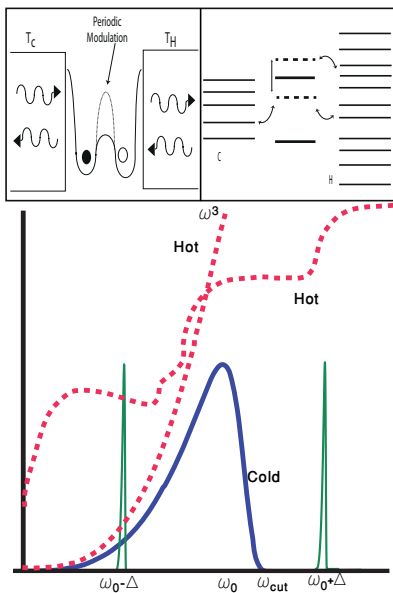 Periodic
Modulation
T_C
T_H
C
H
ω³
Hot
Hot
Cold
ω₀-Δ
ω₀
ω_cut
ω₀+Δ